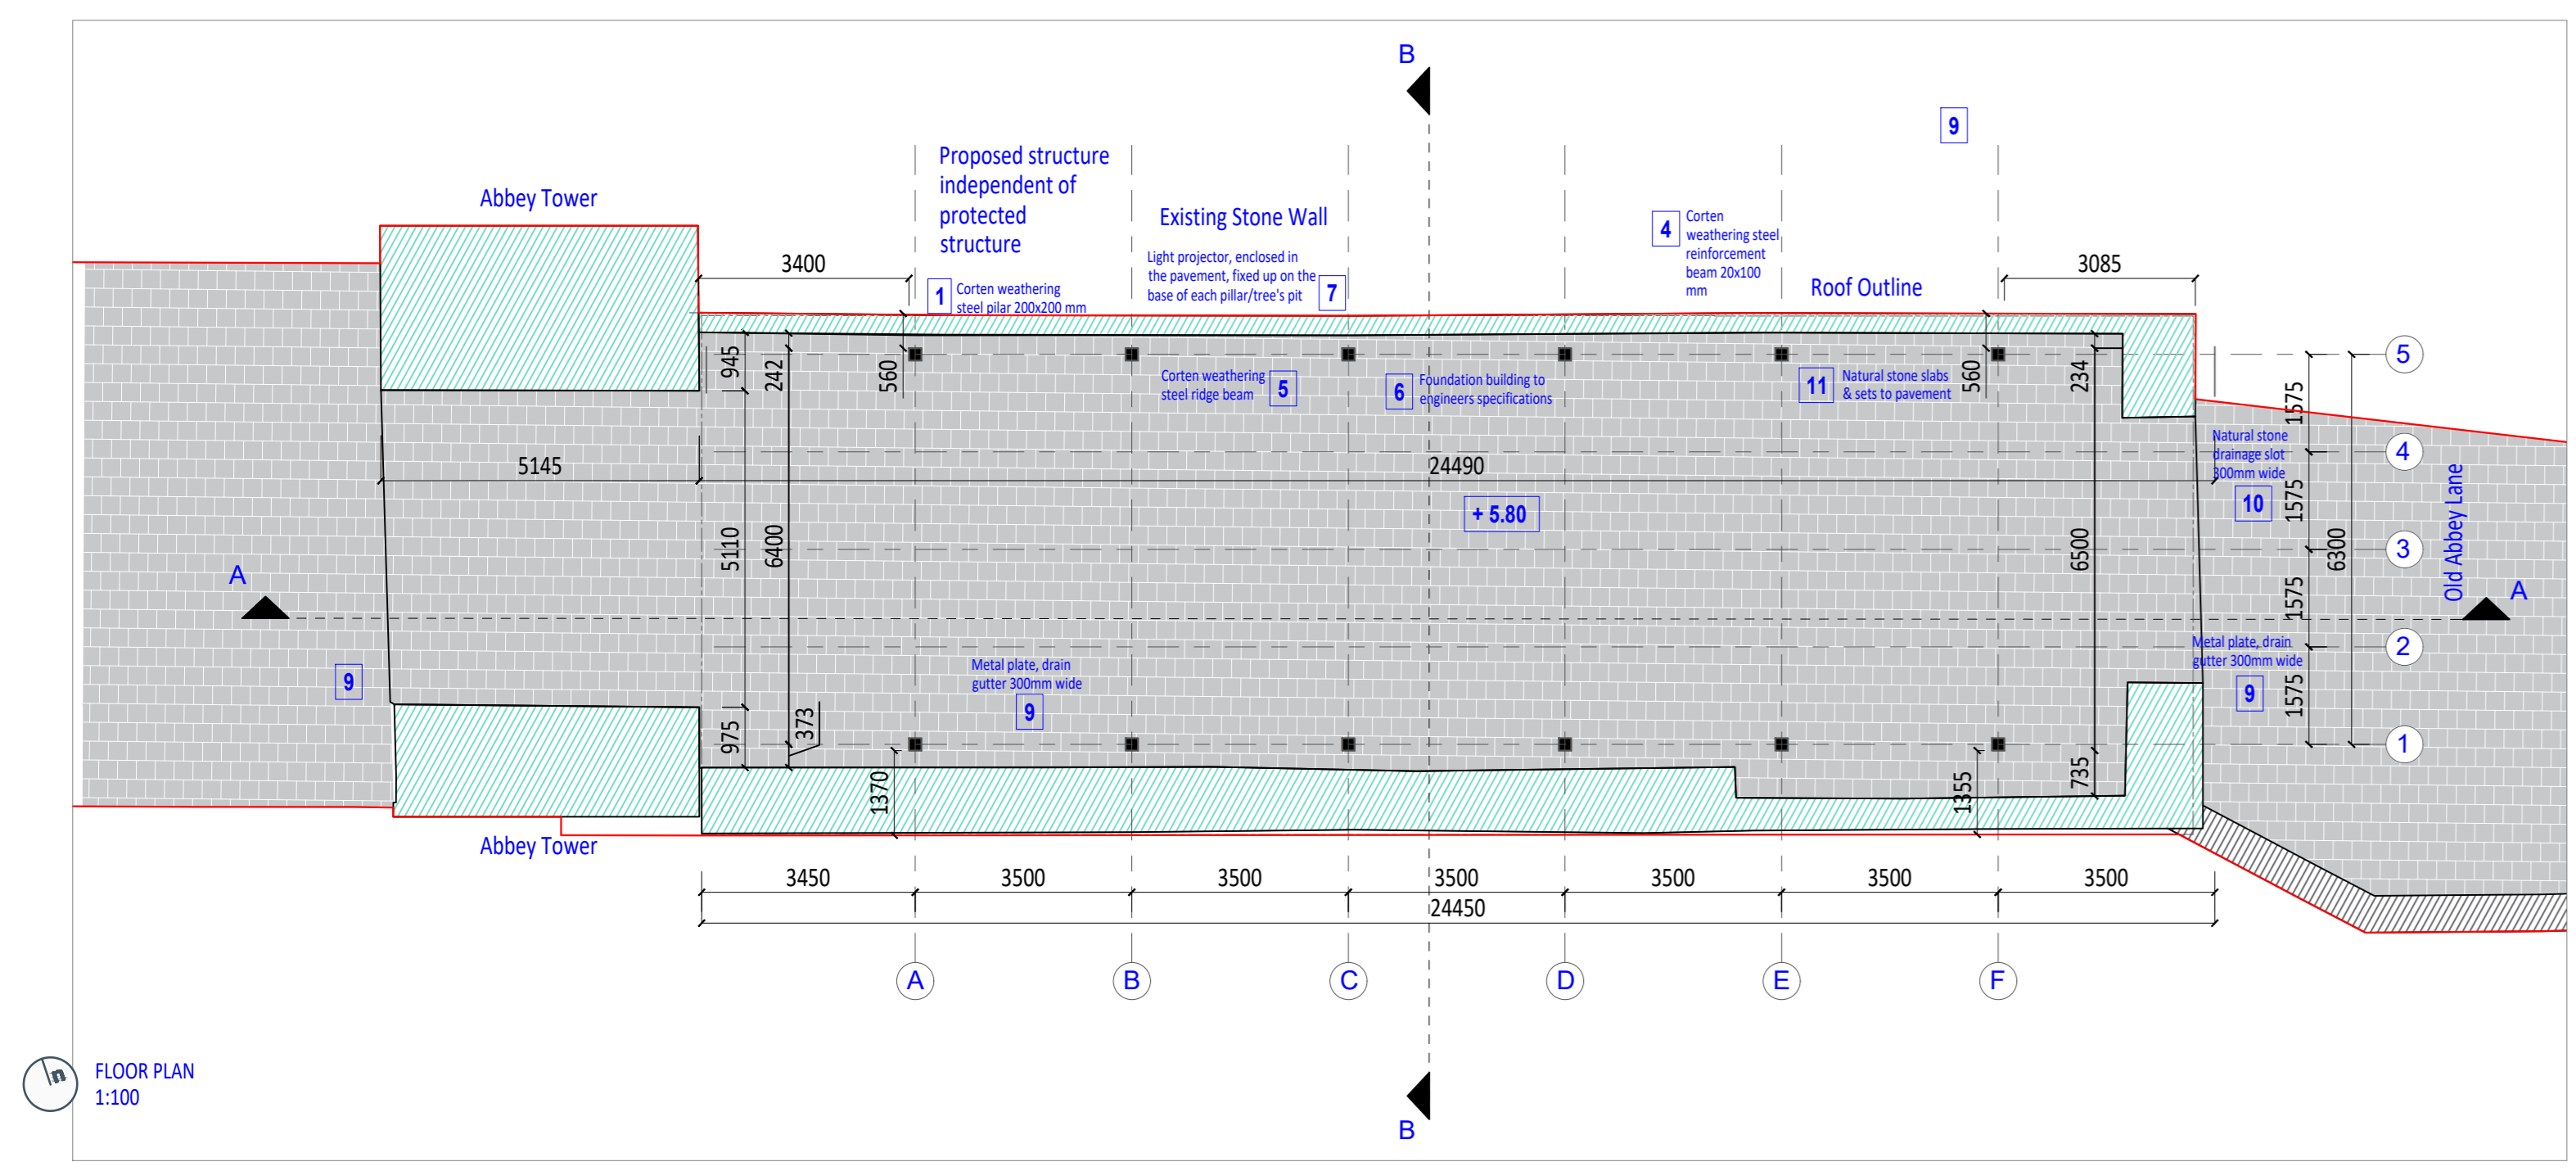 B
9
Proposed structure
independent of
protected
structure
Abbey Tower
Existing Stone Wall
4
Corten
weathering steel
reinforcement
beam 20x100
mm
Light projector, enclosed in
the pavement, fixed up on the
base of each pillar/tree's pit
7
3400
3085
Roof Outline
1
Corten weathering
steel pilar 200x200 mm
945
242
560
560
234
5
Corten weathering
steel ridge beam
5
6
Foundation building to
engineers specifications
11
Natural stone slabs
& sets to pavement
1575
Natural stone
drainage slot
300mm wide
10
4
5145
24490
+ 5.80
1575
Old Abbey Lane
5110
6400
6500
6300
3
A
A
1575
2
Metal plate, drain
gutter 300mm wide
9
Metal plate, drain
gutter 300mm wide
9
9
1575
975
373
1
1370
1355
735
Abbey Tower
3450
3500
3500
3500
3500
3500
3500
24450
A
B
C
D
E
F
n
FLOOR PLAN
1:100
B